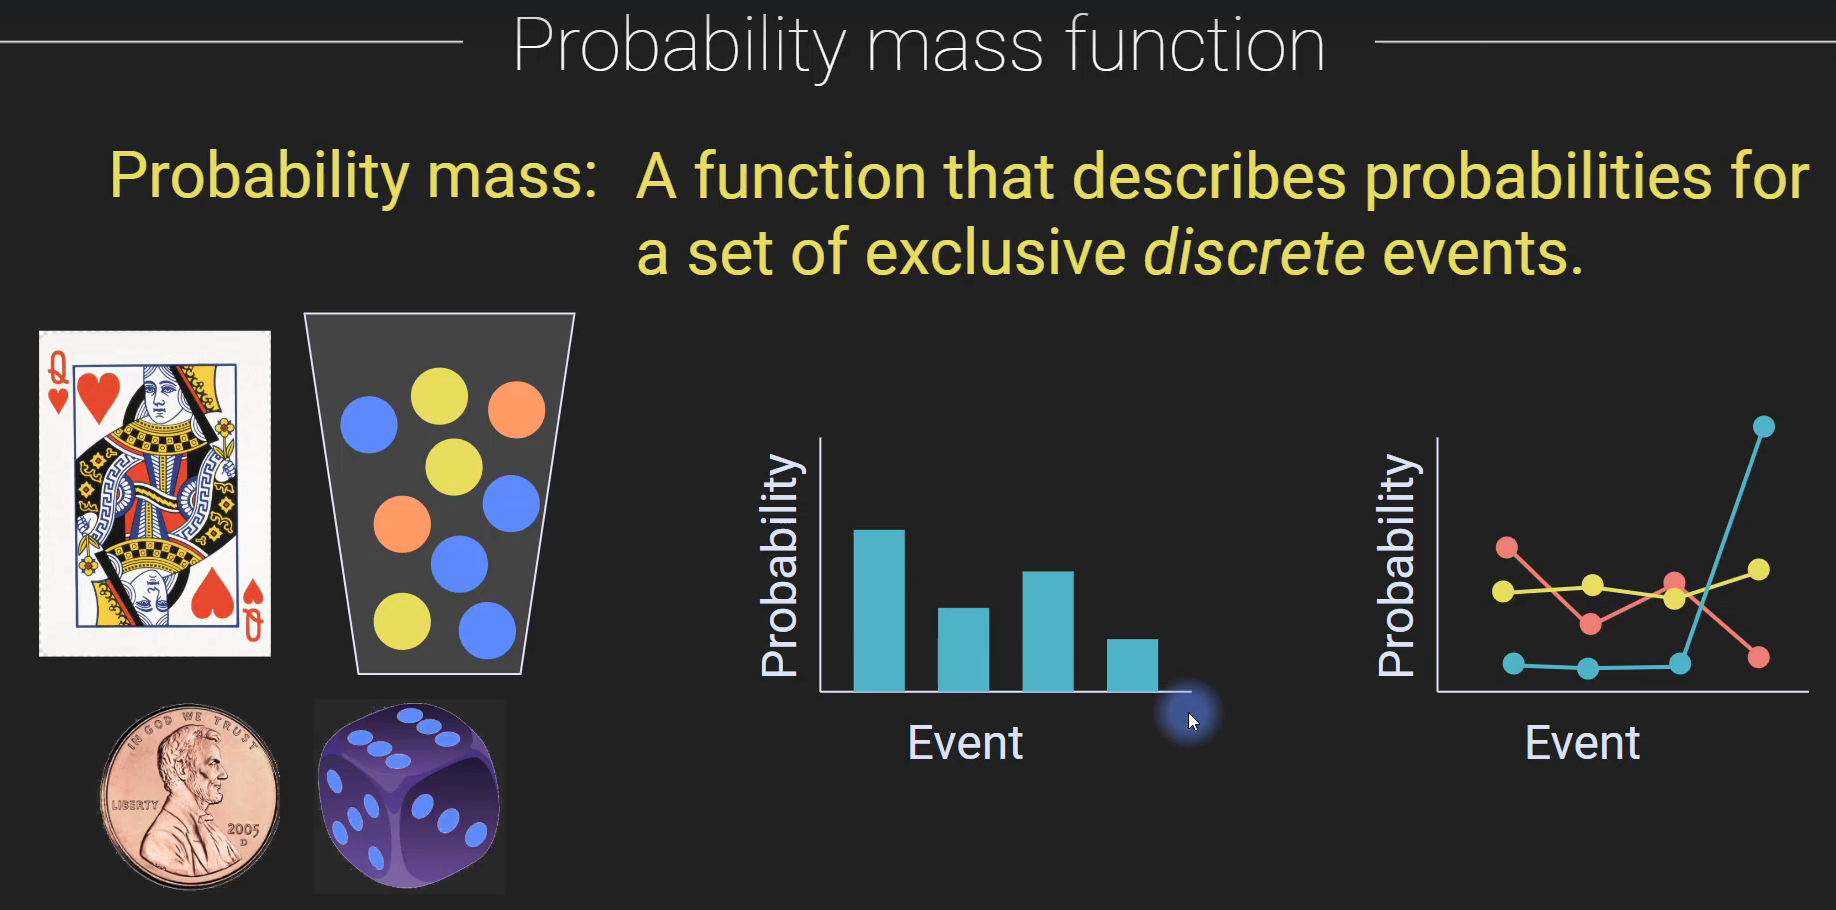 Probability mass function
Probability mass: A function that describes probabilities for
a set of exclusive discrete events.
Q
Q
IN GOD WE TRUST
LIBERTY
2005
D
Probability
Event
Probability
Event